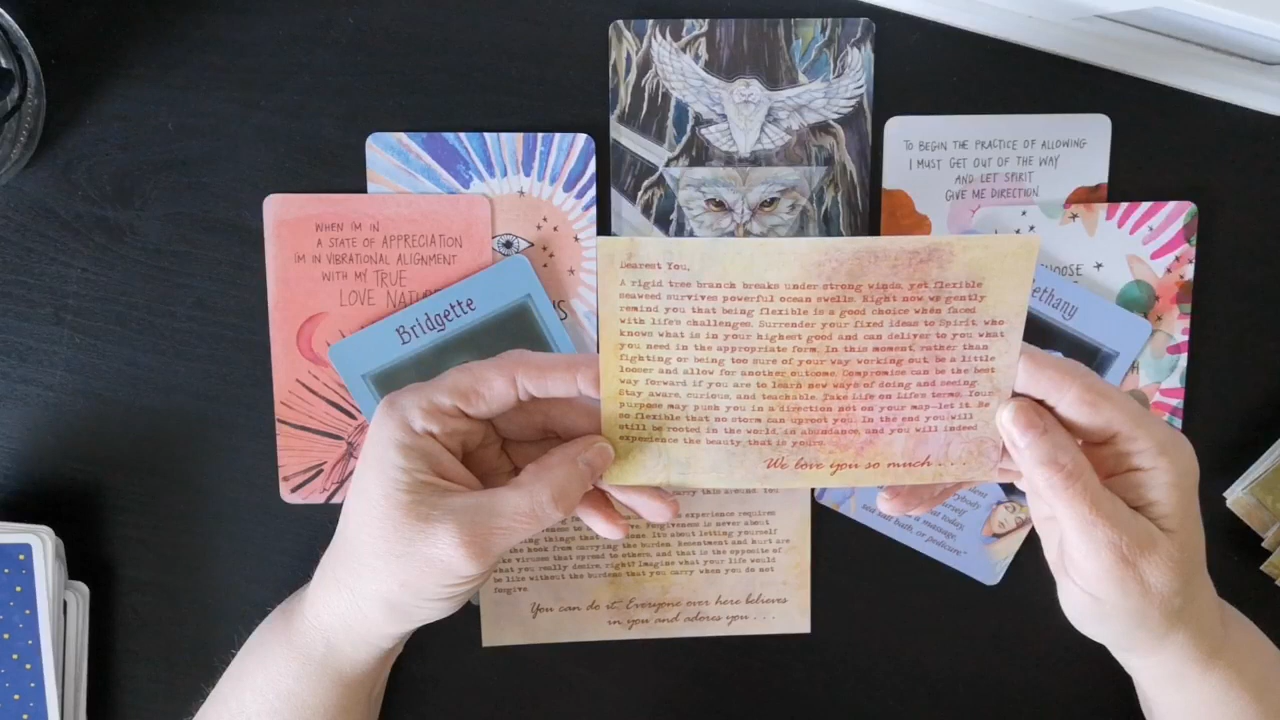 TO BEGIN THE PRACTICE OF ALLOWING
I MUST GET OUT OF THE WAY
AND LET SPIRIT
GIVE ME DIRECTION
WHEN I'M IN
A STATE OF APPRECIATION
I'M IN VIBRATIONAL ALIGNMENT
WITH MY TRUE
LOVE NATURE
Bridgette
Dearest You,
A rigid tree branch breaks under strong winds, yet flexible
seaweed survives powerful ocean swells. Right now we gently
remind you that being flexible is a good choice when faced
with life's challenges. Surrender your fixed ideas to Spirit, who
knows what is in your highest good and can deliver to you what
you need in the appropriate form. In this moment, rather than
fighting or being too sure of your way working out, be a little
looser and allow for another outcome. Compromise can be the best
way forward if you are to learn new ways of doing and seeing.
Stay aware, curious, and teachable. Take Life on Life's terms. Your
purpose may push you in a direction not on your map—let it. Be
so flexible that no storm can uproot you. In the end you will
still be rooted in the world, in abundance, and you will indeed
experience the beauty that is yours.
We love you so much . . .
ethany
carry this around. You
experience requires
Forgiveness is never about
things that
one. It's about letting yourself
the hook from carrying the burden. Resentment and hurt are
viruses that spread to others, and that is the opposite of
what you really desire, right? Imagine what your life would
be like without the burdens that you carry when you do not
forgive.
You can do it. Everyone over here believes
in you and adores you . . .
everybody
yourself
today,
a massage,
sea salt bath, or pedicure."